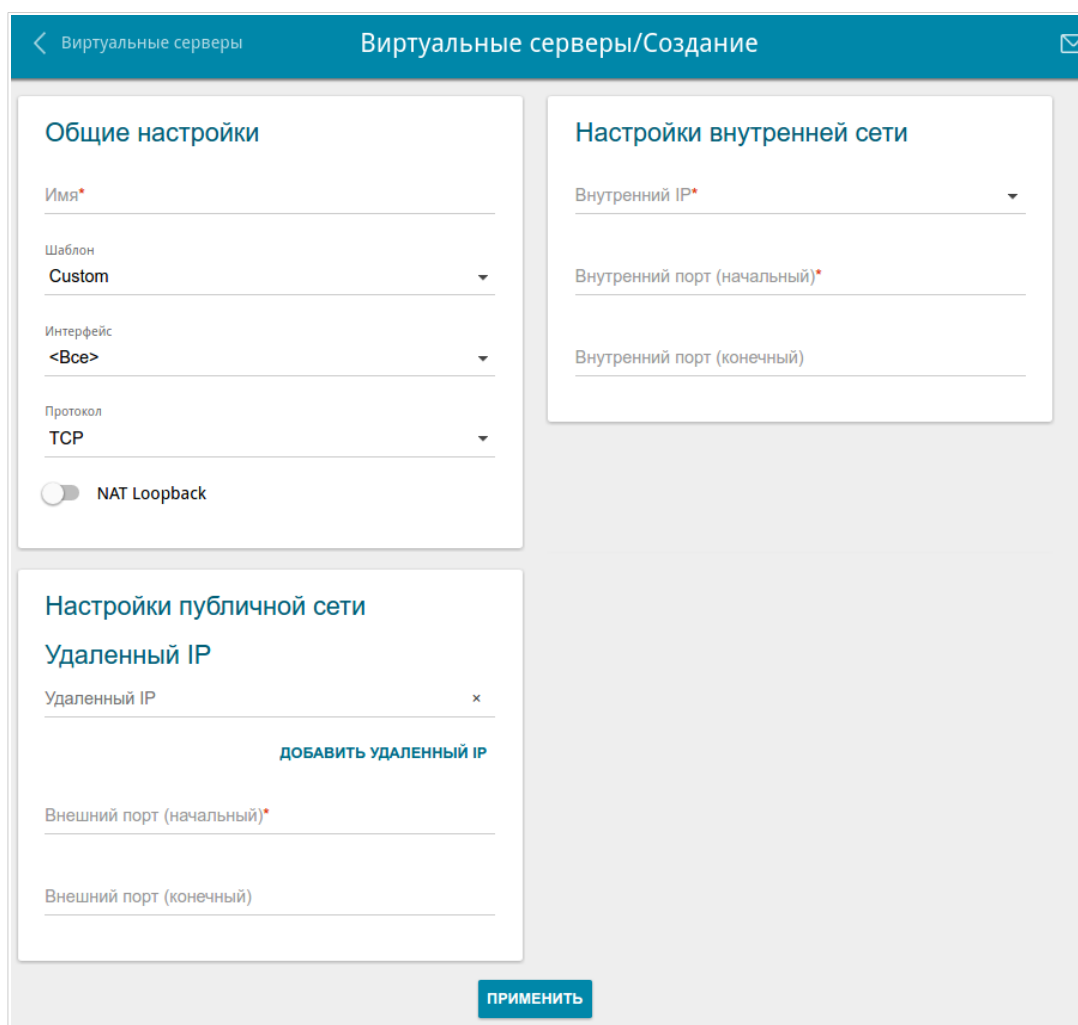 Виртуальные серверы
Виртуальные серверы/Создание
Общие настройки
Имя*
Шаблон
Custom
Интерфейс
<Все>
Протокол
TCP
NAT Loopback
Настройки внутренней сети
Внутренний IP*
Внутренний порт (начальный)*
Внутренний порт (конечный)
Настройки публичной сети
Удаленный IP
Удаленный IP
ДОБАВИТЬ УДАЛЕННЫЙ IP
Внешний порт (начальный)*
Внешний порт (конечный)
ПРИМЕНИТЬ